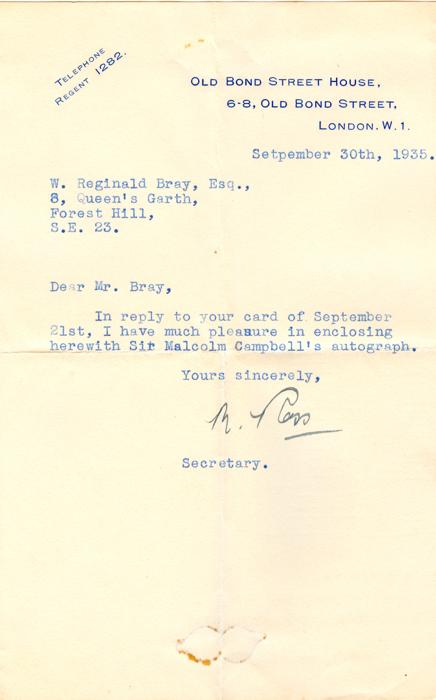 TELEPHONE
REGENT 1282.
OLD BOND STREET HOUSE,
6-8, OLD BOND STREET,
LONDON. W.1.
Setpember 30th, 1935.
W. Reginald Bray, Esq.,
8, Queen's Garth,
Forest Hill,
S.E. 23.
Dear Mr. Bray,
In reply to your card of September
21st, I have much pleasure in enclosing
herewith Sir Malcolm Campbell's autograph.
Yours sincerely,
R. Ross
Secretary.